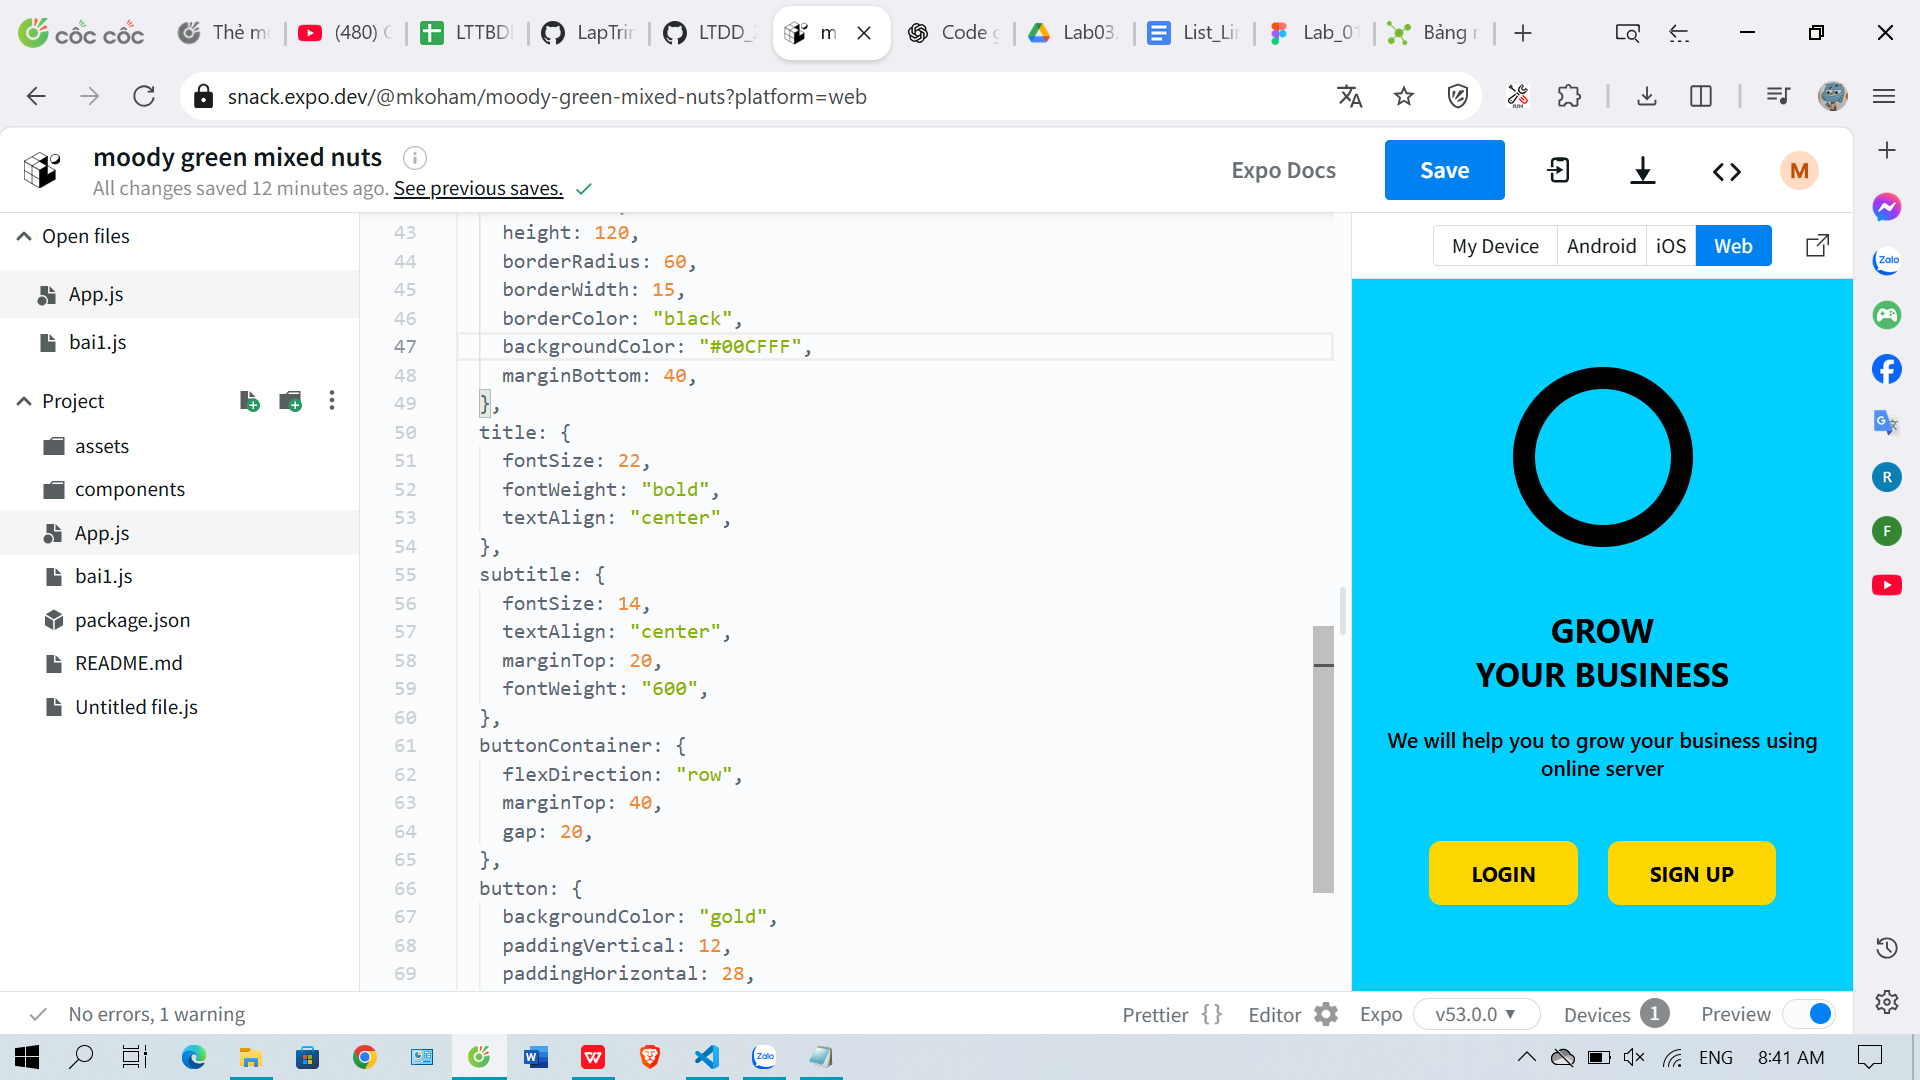 cốc cốc
Thẻ mớ
(480) C
LTTBDI
LapTrin
LTDD_2
m
Code g
Lab03.
List_Lin
Lab_01
Bảng n
snack.expo.dev/@mkoham/moody-green-mixed-nuts?platform=web
moody green mixed nuts
All changes saved 12 minutes ago. See previous saves.
Expo Docs
Save
M
Open files
App.js
bai1.js
Project
assets
components
App.js
bai1.js
package.json
README.md
Untitled file.js
43 height: 120,
44 borderRadius: 60,
45 borderWidth: 15,
46 borderColor: "black",
47 backgroundColor: "#00CFFF",
48 marginBottom: 40,
49 },
50 title: {
51 fontSize: 22,
52 fontWeight: "bold",
53 textAlign: "center",
54 },
55 subtitle: {
56 fontSize: 14,
57 textAlign: "center",
58 marginTop: 20,
59 fontWeight: "600",
60 },
61 buttonContainer: {
62 flexDirection: "row",
63 marginTop: 40,
64 gap: 20,
65 },
66 button: {
67 backgroundColor: "gold",
68 paddingVertical: 12,
69 paddingHorizontal: 28,
My Device
Android
iOS
Web
GROW
YOUR BUSINESS
We will help you to grow your business using
online server
LOGIN
SIGN UP
Zalo
R
F
No errors, 1 warning
Prettier {}
Editor
Expo
v53.0.0
Devices 1
Preview
Zalo
ENG
8:41 AM